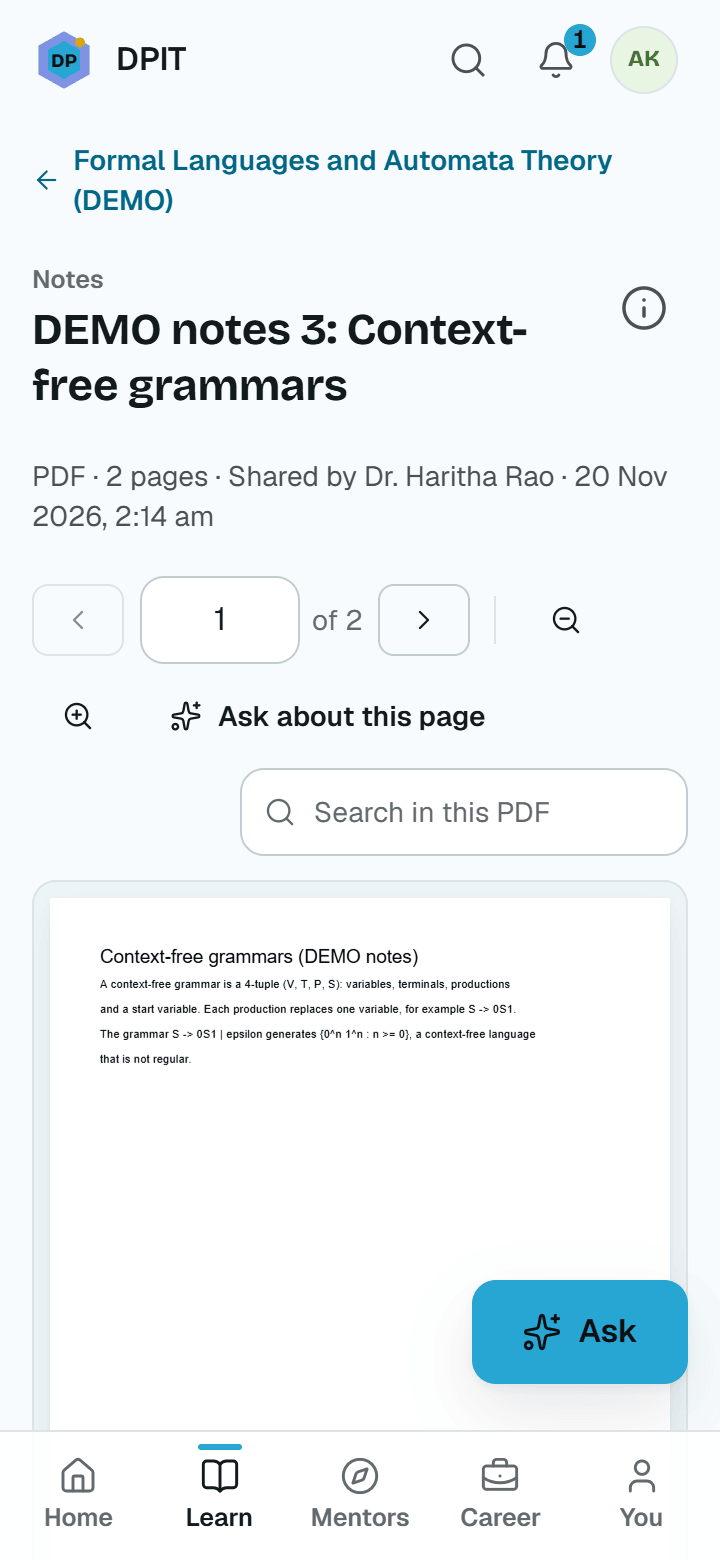 DP DPIT 1 AK
Formal Languages and Automata Theory
(DEMO)
Notes
DEMO notes 3: Context-
free grammars
PDF · 2 pages · Shared by Dr. Haritha Rao · 20 Nov
2026, 2:14 am
1 of 2
Ask about this page
Search in this PDF
Context-free grammars (DEMO notes)
A context-free grammar is a 4-tuple (V, T, P, S): variables, terminals, productions
and a start variable. Each production replaces one variable, for example S -> 0S1.
The grammar S -> 0S1 | epsilon generates {0^n 1^n : n >= 0}, a context-free language
that is not regular.
Ask
Home Learn Mentors Career You